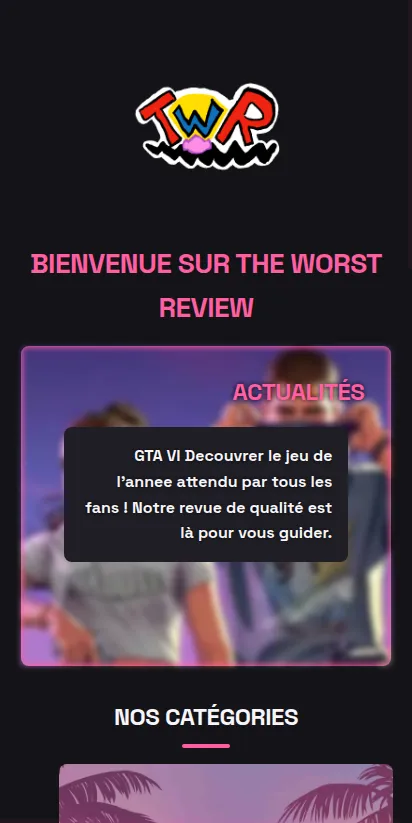 TWR
BIENVENUE SUR THE WORST
REVIEW
ACTUALITÉS
GTA VI Decouvrer le jeu de
l'annee attendu par tous les
fans ! Notre revue de qualité est
là pour vous guider.
NOS CATÉGORIES